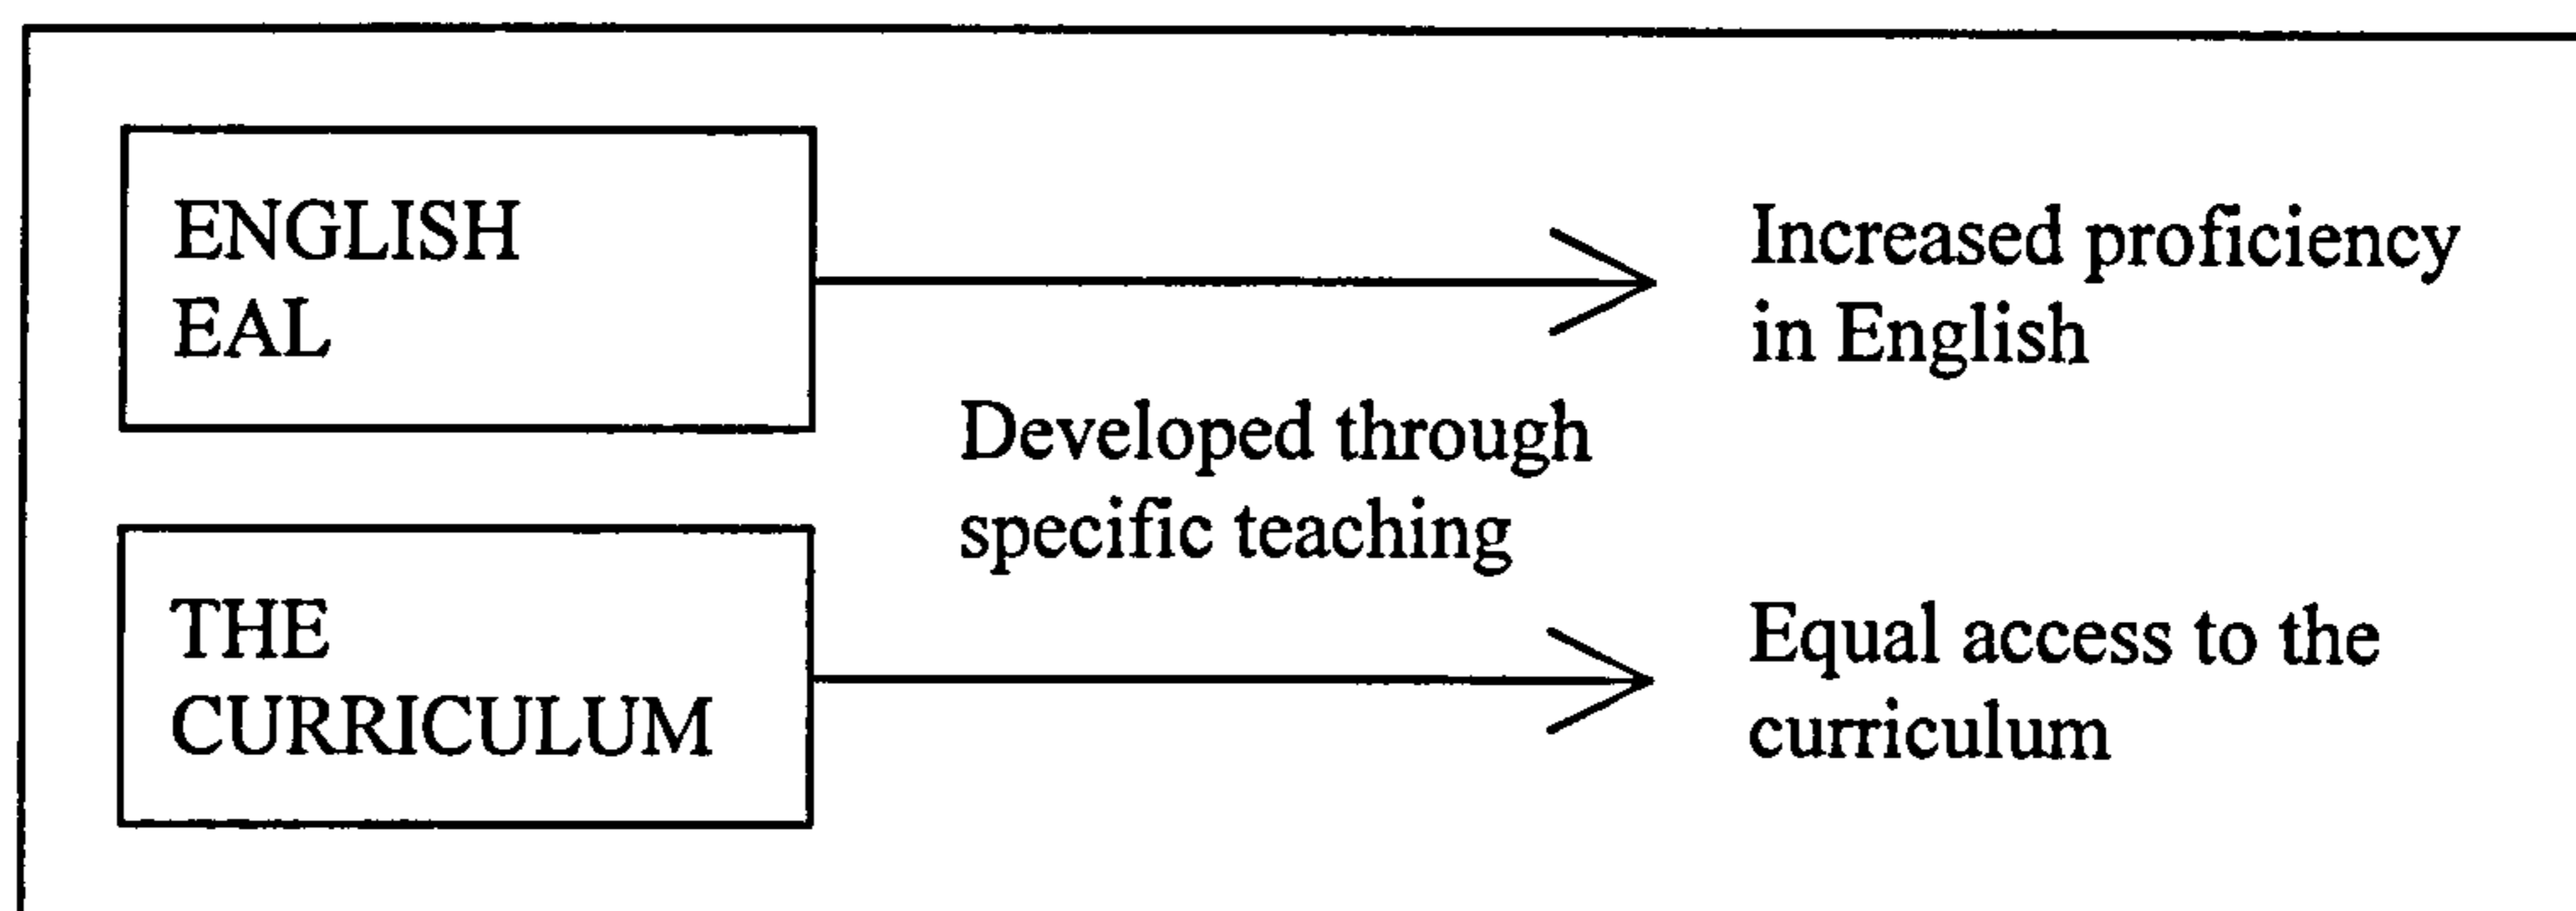 ENGLISH
EAL
Increased proficiency
in English
Developed through
specific teaching
THE
CURRICULUM
Equal access to the
curriculum